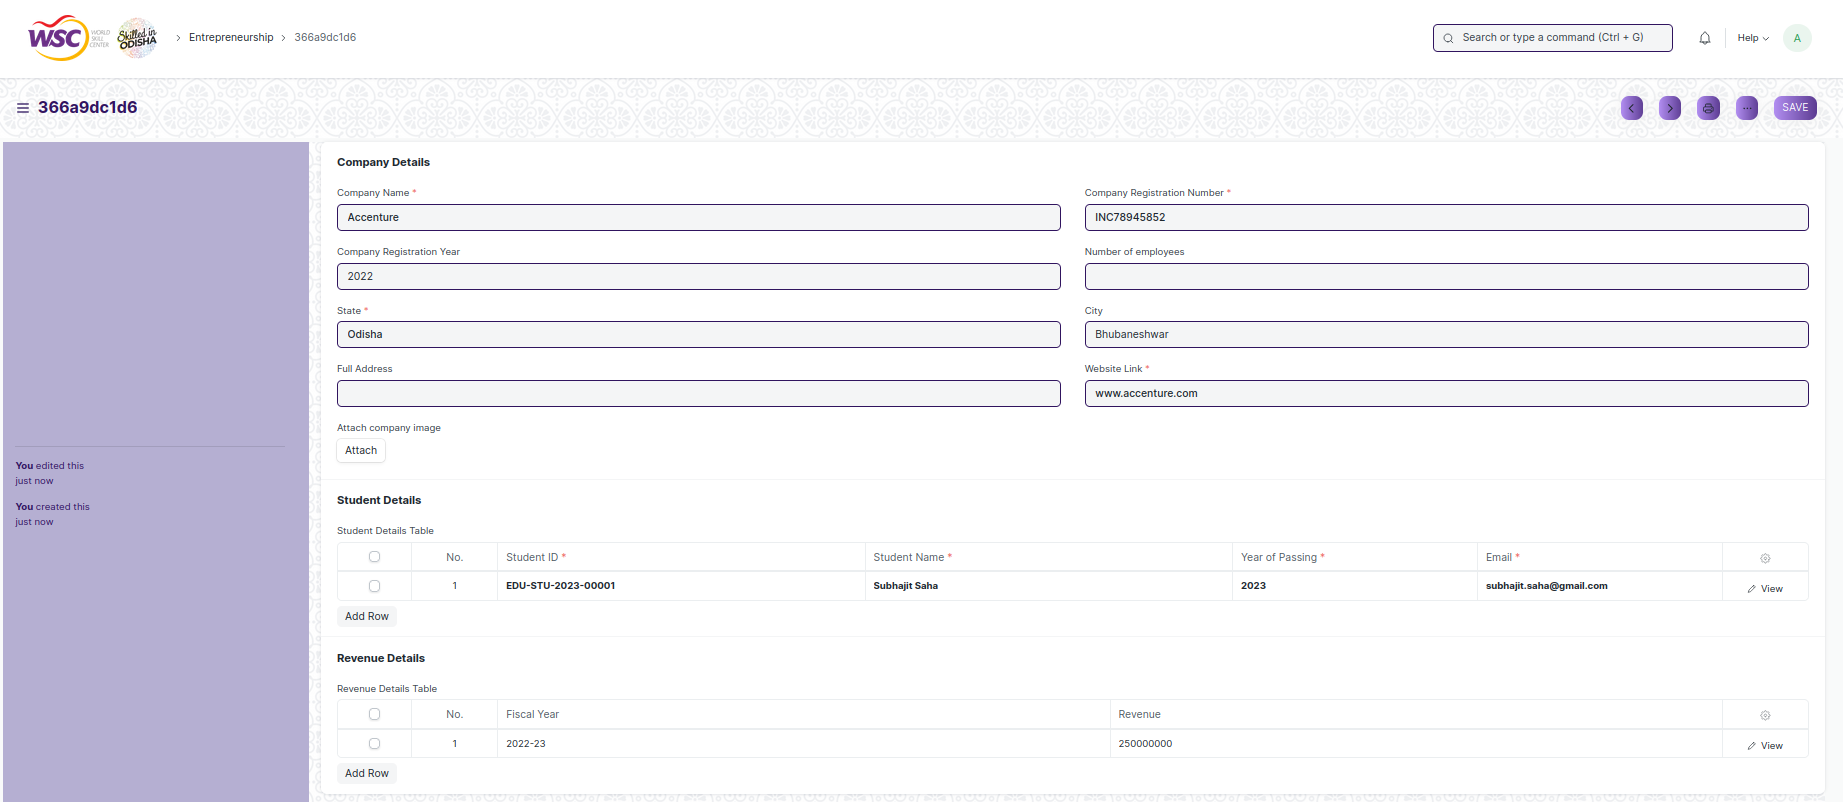 WSC WORLD SKILL CENTER Skilled in ODISHA > Entrepreneurship > 366a9dc1d6 Search or type a command (Ctrl + G) Help A
366a9dc1d6 ... SAVE
Company Details
Company Name * Company Registration Number *
Accenture INC78945852
Company Registration Year Number of employees
2022
State * City
Odisha Bhubaneshwar
Full Address Website Link *
www.accenture.com
Attach company image
Attach
You edited this
just now
You created this
just now
Student Details
Student Details Table
No. Student ID * Student Name * Year of Passing * Email *
1 EDU-STU-2023-00001 Subhajit Saha 2023 subhajit.saha@gmail.com View
Add Row
Revenue Details
Revenue Details Table
No. Fiscal Year Revenue
1 2022-23 250000000 View
Add Row